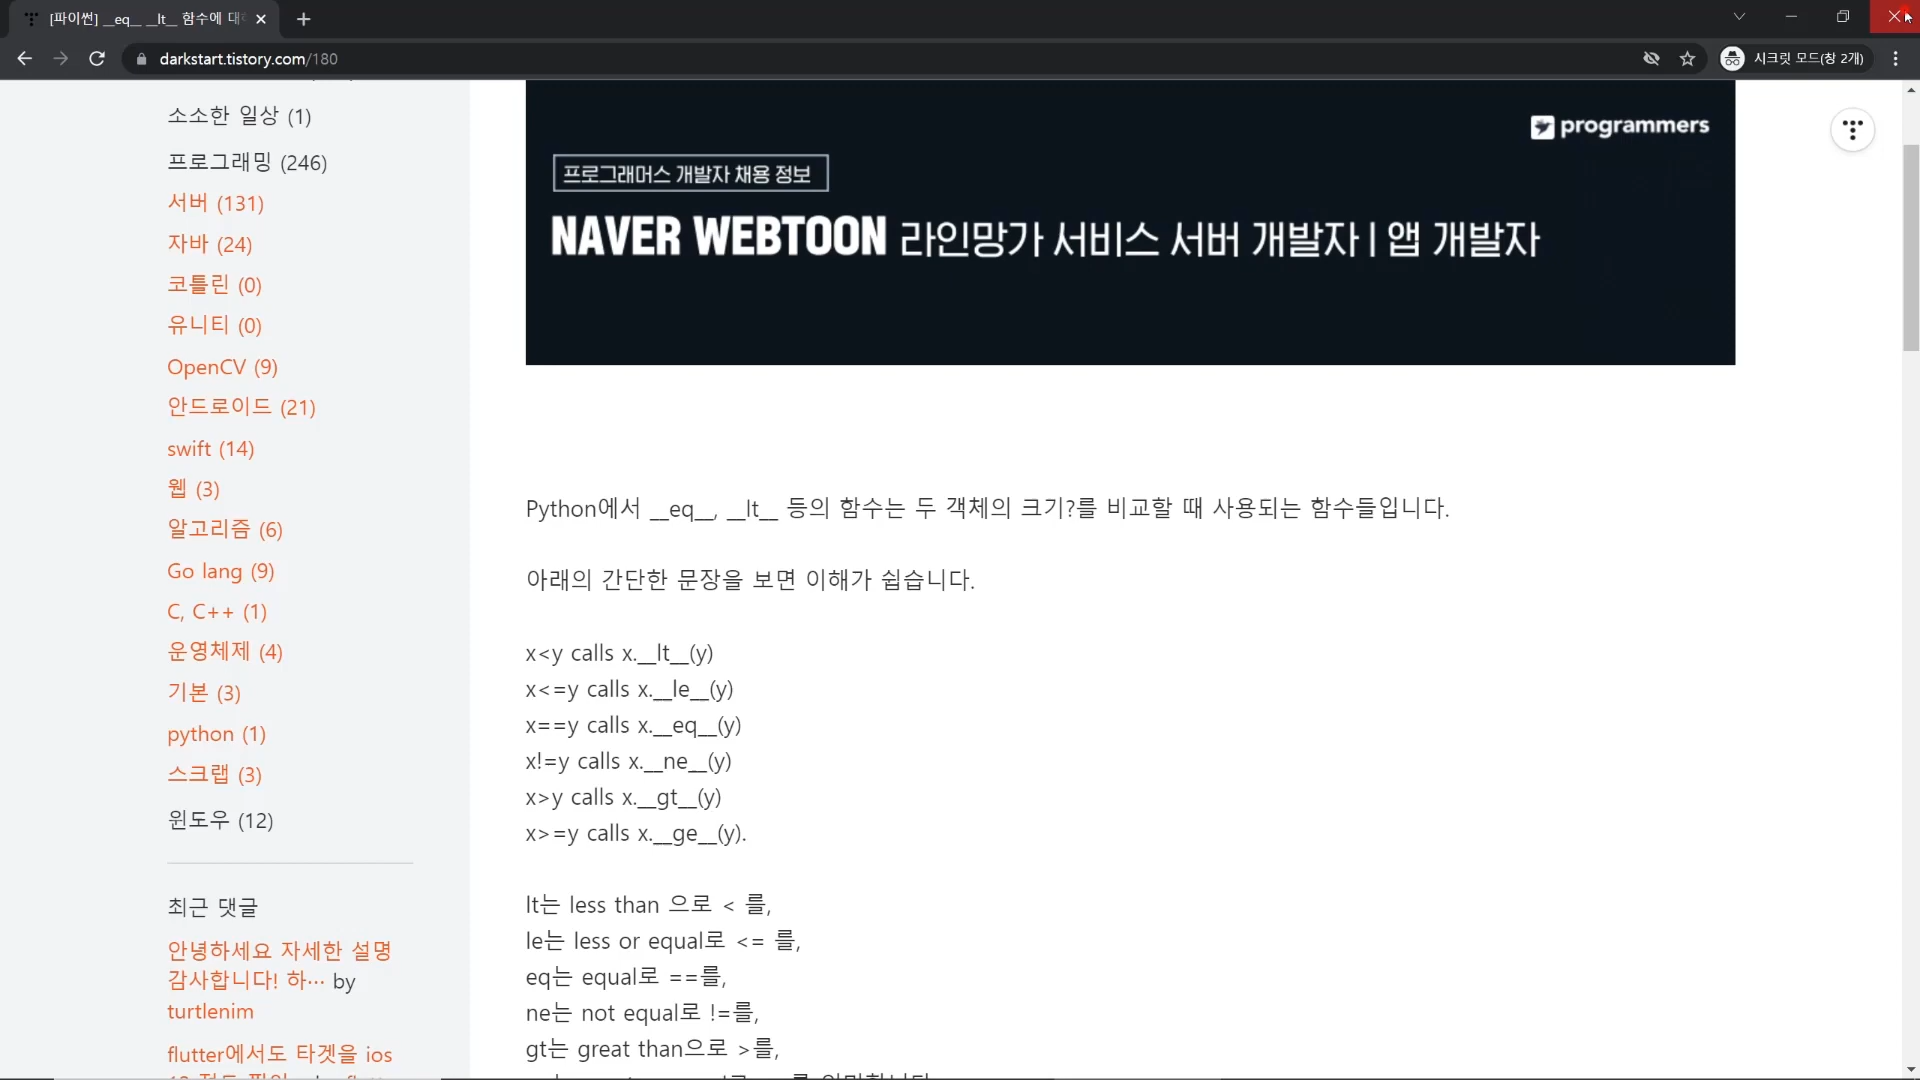 [파이썬] __eq__ __lt__ 함수에 대해
darkstart.tistory.com/180
시크릿 모드(창 2개)
소소한 일상 (1)
프로그래밍 (246)
서버 (131)
자바 (24)
코틀린 (0)
유니티 (0)
OpenCV (9)
안드로이드 (21)
swift (14)
웹 (3)
알고리즘 (6)
Go lang (9)
C, C++ (1)
운영체제 (4)
기본 (3)
python (1)
스크랩 (3)
윈도우 (12)
최근 댓글
안녕하세요 자세한 설명
감사합니다! 하… by
turtlenim
flutter에서도 타겟을 ios
programmers
프로그래머스 개발자 채용 정보
NAVER WEBTOON 라인망가 서비스 서버 개발자 | 앱 개발자
Python에서 __eq__, __lt__ 등의 함수는 두 객체의 크기?를 비교할 때 사용되는 함수들입니다.
아래의 간단한 문장을 보면 이해가 쉽습니다.
x<y calls x.__lt__(y)
x<=y calls x.__le__(y)
x==y calls x.__eq__(y)
x!=y calls x.__ne__(y)
x>y calls x.__gt__(y)
x>=y calls x.__ge__(y).
lt는 less than 으로 < 를,
le는 less or equal로 <= 를,
eq는 equal로 ==를,
ne는 not equal로 !=를,
gt는 great than으로 >를,